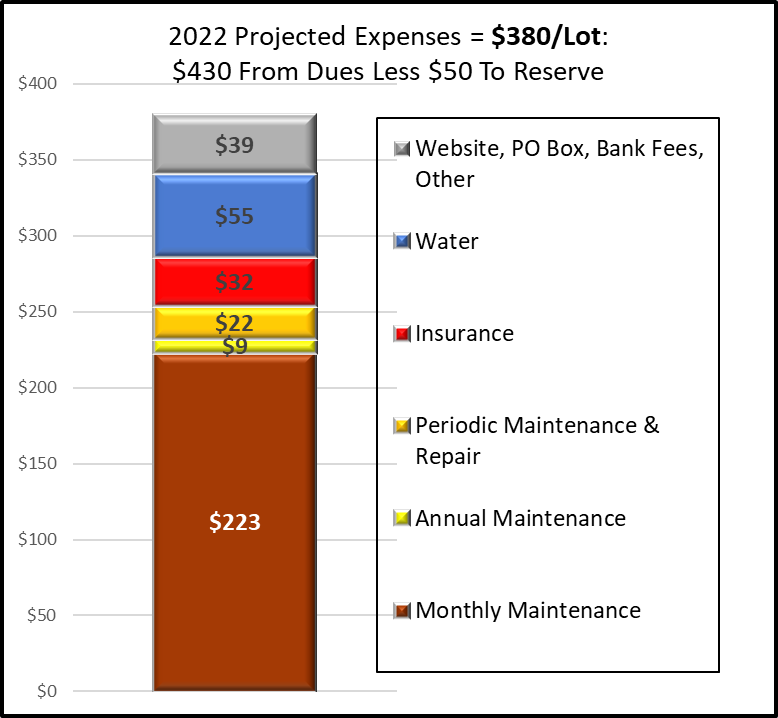 2022 Projected Expenses = $380/Lot:
$430 From Dues Less $50 To Reserve
$400
$350
$300
$250
$200
$150
$100
$50
$0
$39
$55
$32
$22
$9
$223
Website, PO Box, Bank Fees,
Other
Water
Insurance
Periodic Maintenance &
Repair
Annual Maintenance
Monthly Maintenance